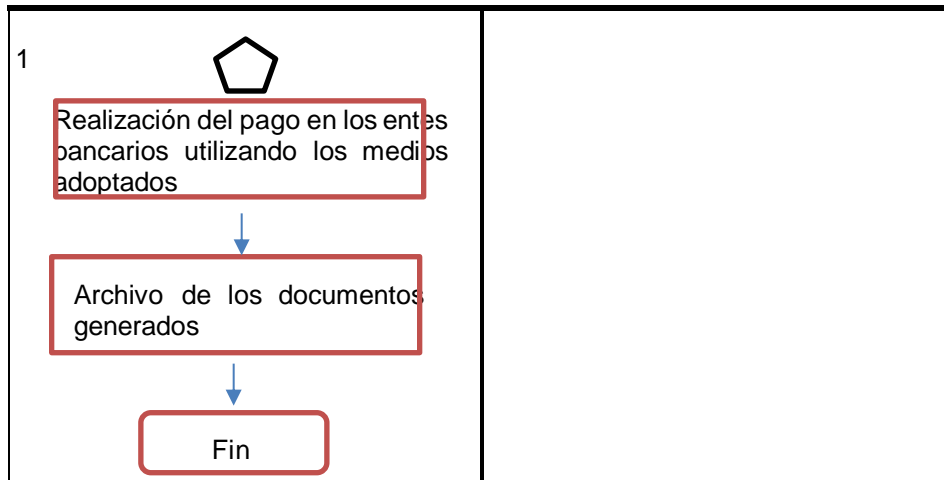 1
Realización del pago en los entes
bancarios utilizando los medios
adoptados
Archivo de los documentos
generados
Fin